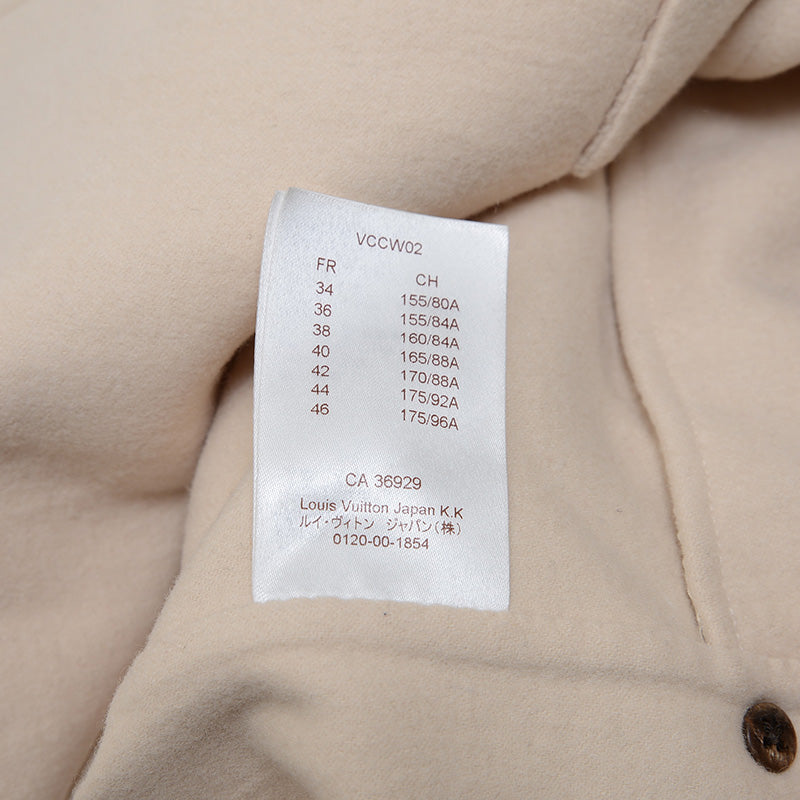 VCCW02
FR CH
34 155/80A
36 155/84A
38 160/84A
40 165/88A
42 170/88A
44 175/92A
46 175/96A
CA 36929
Louis Vuitton Japan K.K
ルイ・ヴィトン ジャパン(株)
0120-00-1854